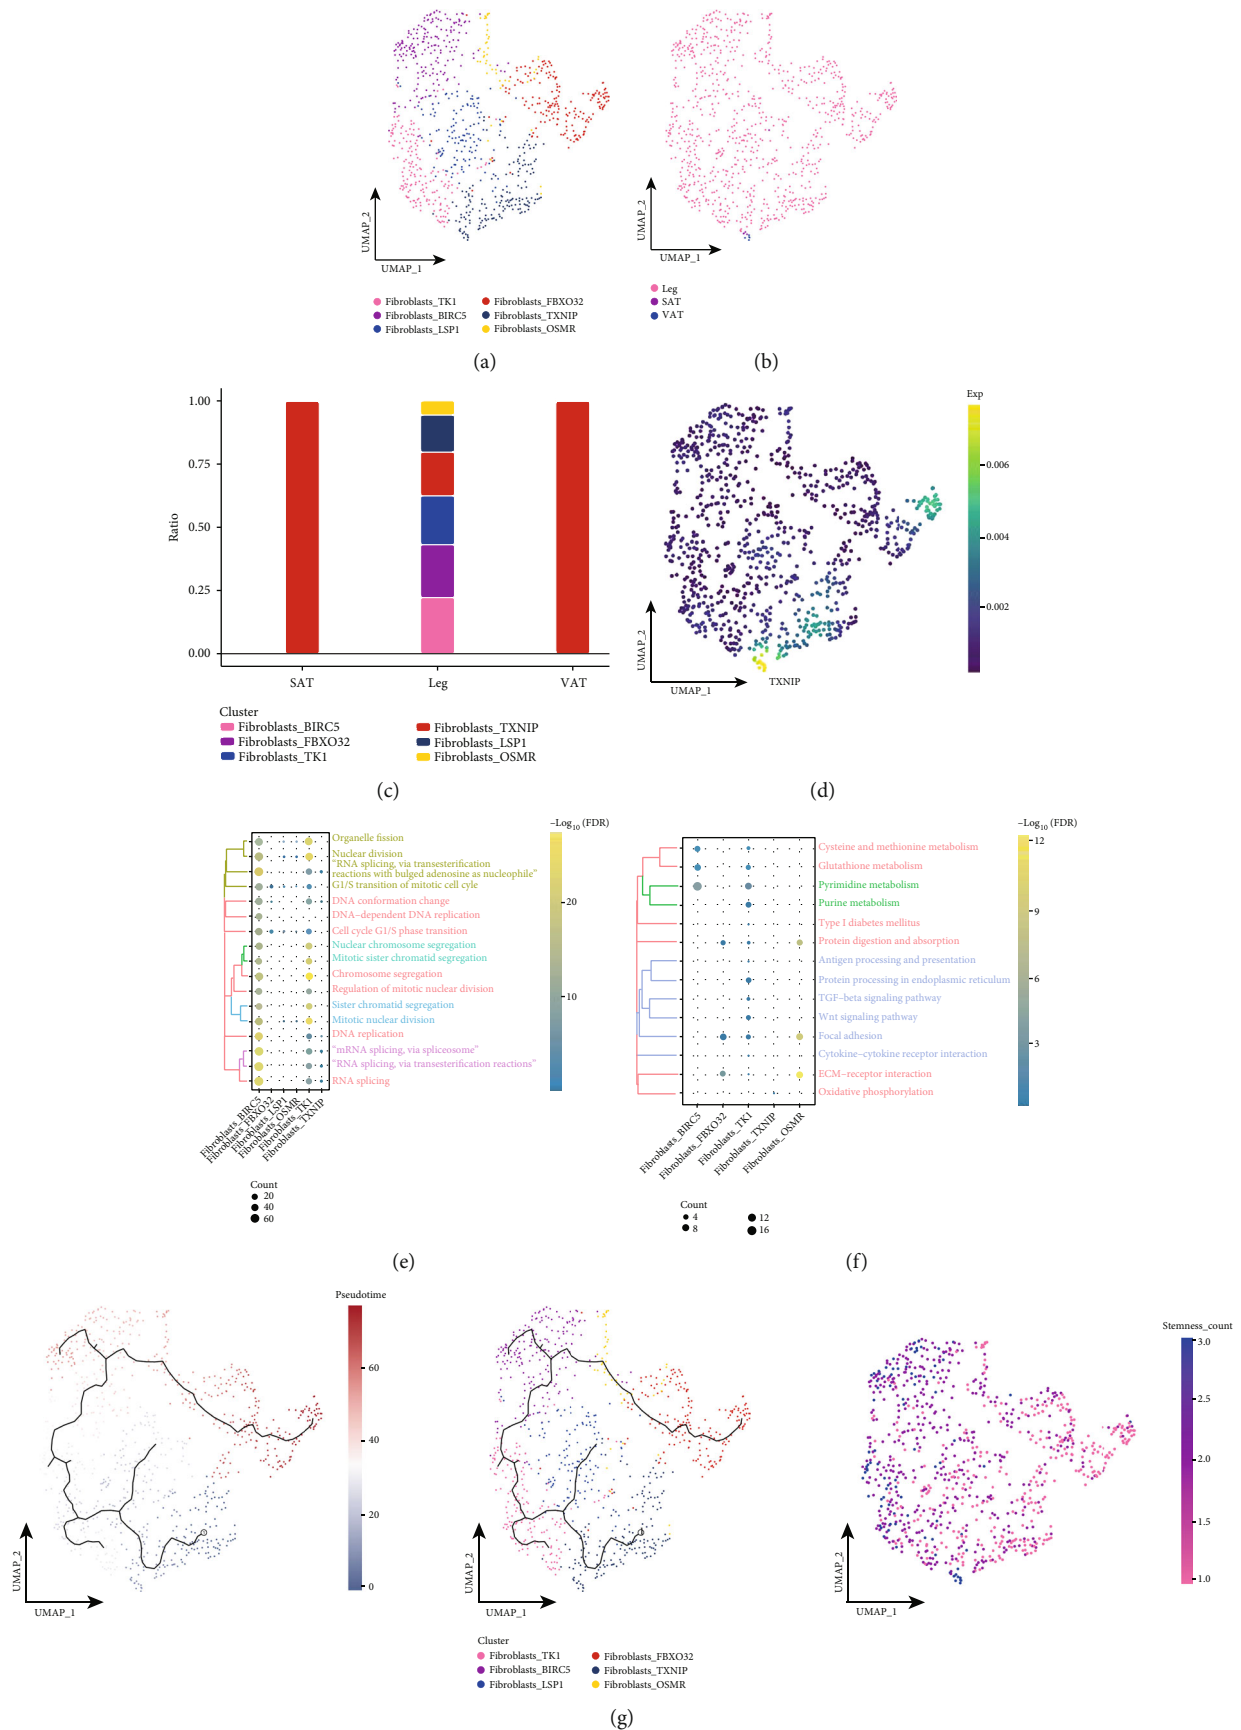 UMAP_2
UMAP_1
Fibroblasts_TK1
Fibroblasts_BIRC5
Fibroblasts_LSP1
Fibroblasts_FBXO32
Fibroblasts_TXNIP
Fibroblasts_OSMR
(a)
UMAP_2
UMAP_1
Leg
SAT
VAT
(b)
Ratio
1.00
0.75
0.50
0.25
0.00
SAT
Leg
VAT
Cluster
Fibroblasts_BIRC5
Fibroblasts_FBXO32
Fibroblasts_TK1
Fibroblasts_TXNIP
Fibroblasts_LSP1
Fibroblasts_OSMR
(c)
Exp
0.006
0.004
0.002
UMAP_2
UMAP_1
TXNIP
(d)
Organelle fission
Nuclear division
"RNA splicing, via transesterification
reactions with bulged adenosine as nucleophile"
G1/S transition of mitotic cell cyle
DNA conformation change
DNA–dependent DNA replication
Cell cycle G1/S phase transition
Nuclear chromosome segregation
Mitotic sister chromatid segregation
Chromosome segregation
Regulation of mitotic nuclear division
Sister chromatid segregation
Mitotic nuclear division
DNA replication
"mRNA splicing, via spliceosome"
"RNA splicing, via transesterification reactions"
RNA splicing
Fibroblasts_BIRC5
Fibroblasts_FBXO32
Fibroblasts_LSP1
Fibroblasts_OSMR
Fibroblasts_TK1
Fibroblasts_TXNIP
–Log10 (FDR)
20
10
Count
20
40
60
(e)
Cysteine and methionine metabolism
Glutathione metabolism
Pyrimidine metabolism
Purine metabolism
Type I diabetes mellitus
Protein digestion and absorption
Antigen processing and presentation
Protein processing in endoplasmic reticulum
TGF–beta signaling pathway
Wnt signaling pathway
Focal adhesion
Cytokine–cytokine receptor interaction
ECM–receptor interaction
Oxidative phosphorylation
Fibroblasts_BIRC5
Fibroblasts_FBXO32
Fibroblasts_TK1
Fibroblasts_TXNIP
Fibroblasts_OSMR
–Log10 (FDR)
12
9
6
3
Count
4
8
12
16
(f)
Pseudotime
60
40
20
0
UMAP_2
UMAP_1
UMAP_2
UMAP_1
Cluster
Fibroblasts_TK1
Fibroblasts_BIRC5
Fibroblasts_LSP1
Fibroblasts_FBXO32
Fibroblasts_TXNIP
Fibroblasts_OSMR
Stemness_count
3.0
2.5
2.0
1.5
1.0
UMAP_2
UMAP_1
(g)